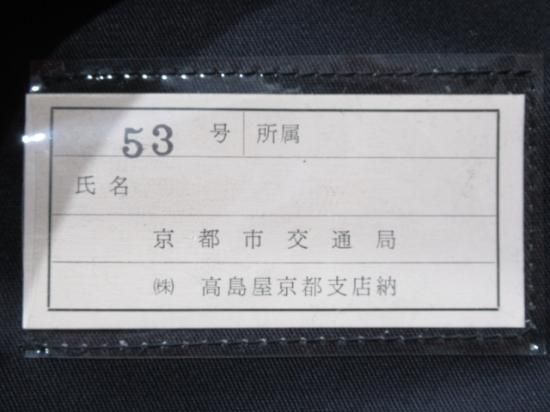 53 号 所属
氏名
京都市交通局
㈱ 高島屋京都支店納